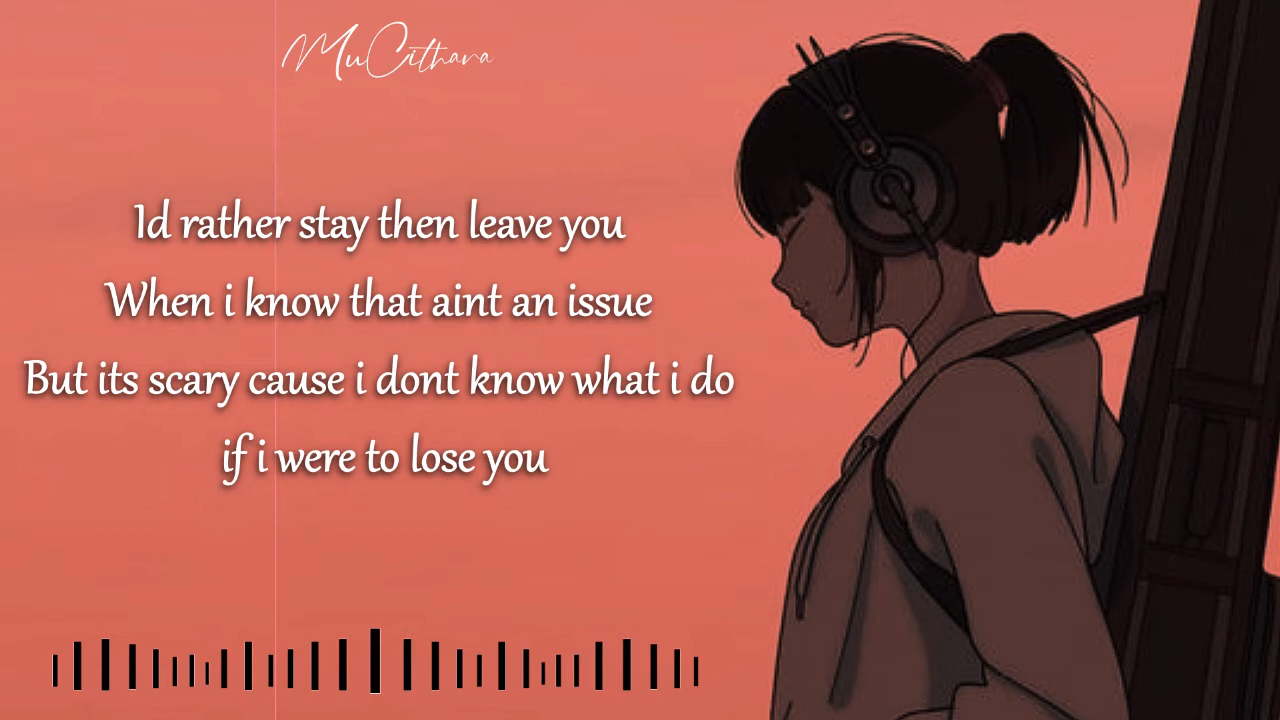 MuCithara
Id rather stay then leave you
When i know that aint an issue
But its scary cause i dont know what i do
if i were to lose you